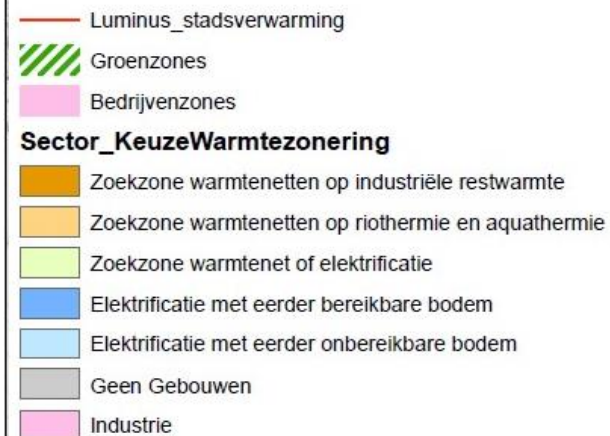 Luminus_stadsverwarming
Groenzones
Bedrijvenzones
Sector_KeuzeWarmtezonering
Zoekzone warmtenetten op industriële restwarmte
Zoekzone warmtenetten op riothermie en aquathermie
Zoekzone warmtenet of elektrificatie
Elektrificatie met eerder bereikbare bodem
Elektrificatie met eerder onbereikbare bodem
Geen Gebouwen
Industrie